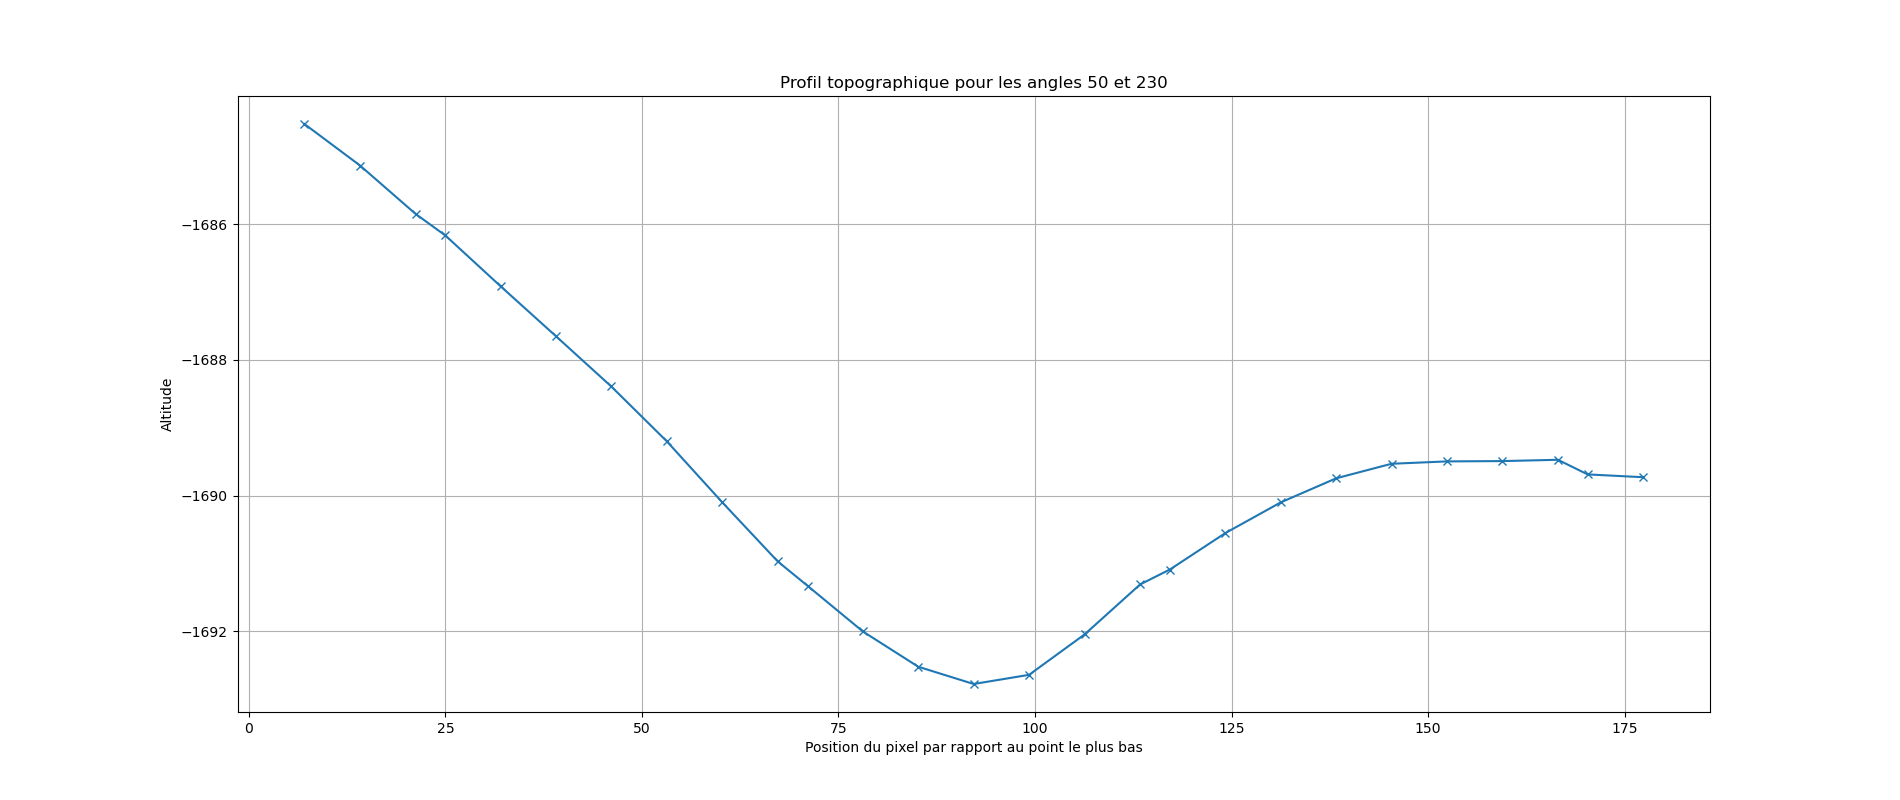 Profil topographique pour les angles 50 et 230
−1686
−1688
−1690
−1692
Altitude
0 25 50 75 100 125 150 175
Position du pixel par rapport au point le plus bas